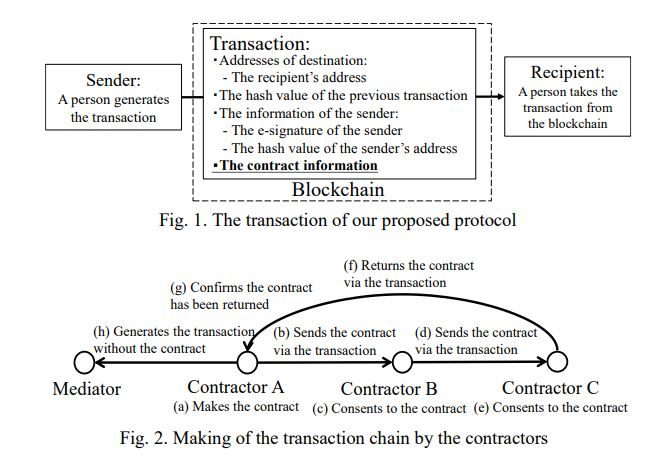 Sender:
A person generates
the transaction
Transaction:
·Addresses of destination:
- The recipient's address
·The hash value of the previous transaction
·The information of the sender:
- The e-signature of the sender
- The hash value of the sender's address
·The contract information
Blockchain
Recipient:
A person takes the
transaction from
the blockchain
Fig. 1. The transaction of our proposed protocol
(f) Returns the contract
via the transaction
(g) Confirms the contract
has been returned
(h) Generates the transaction
without the contract
(b) Sends the contract
via the transaction
(d) Sends the contract
via the transaction
Mediator
Contractor A
Contractor B
Contractor C
(a) Makes the contract
(c) Consents to the contract
(e) Consents to the contract
Fig. 2. Making of the transaction chain by the contractors